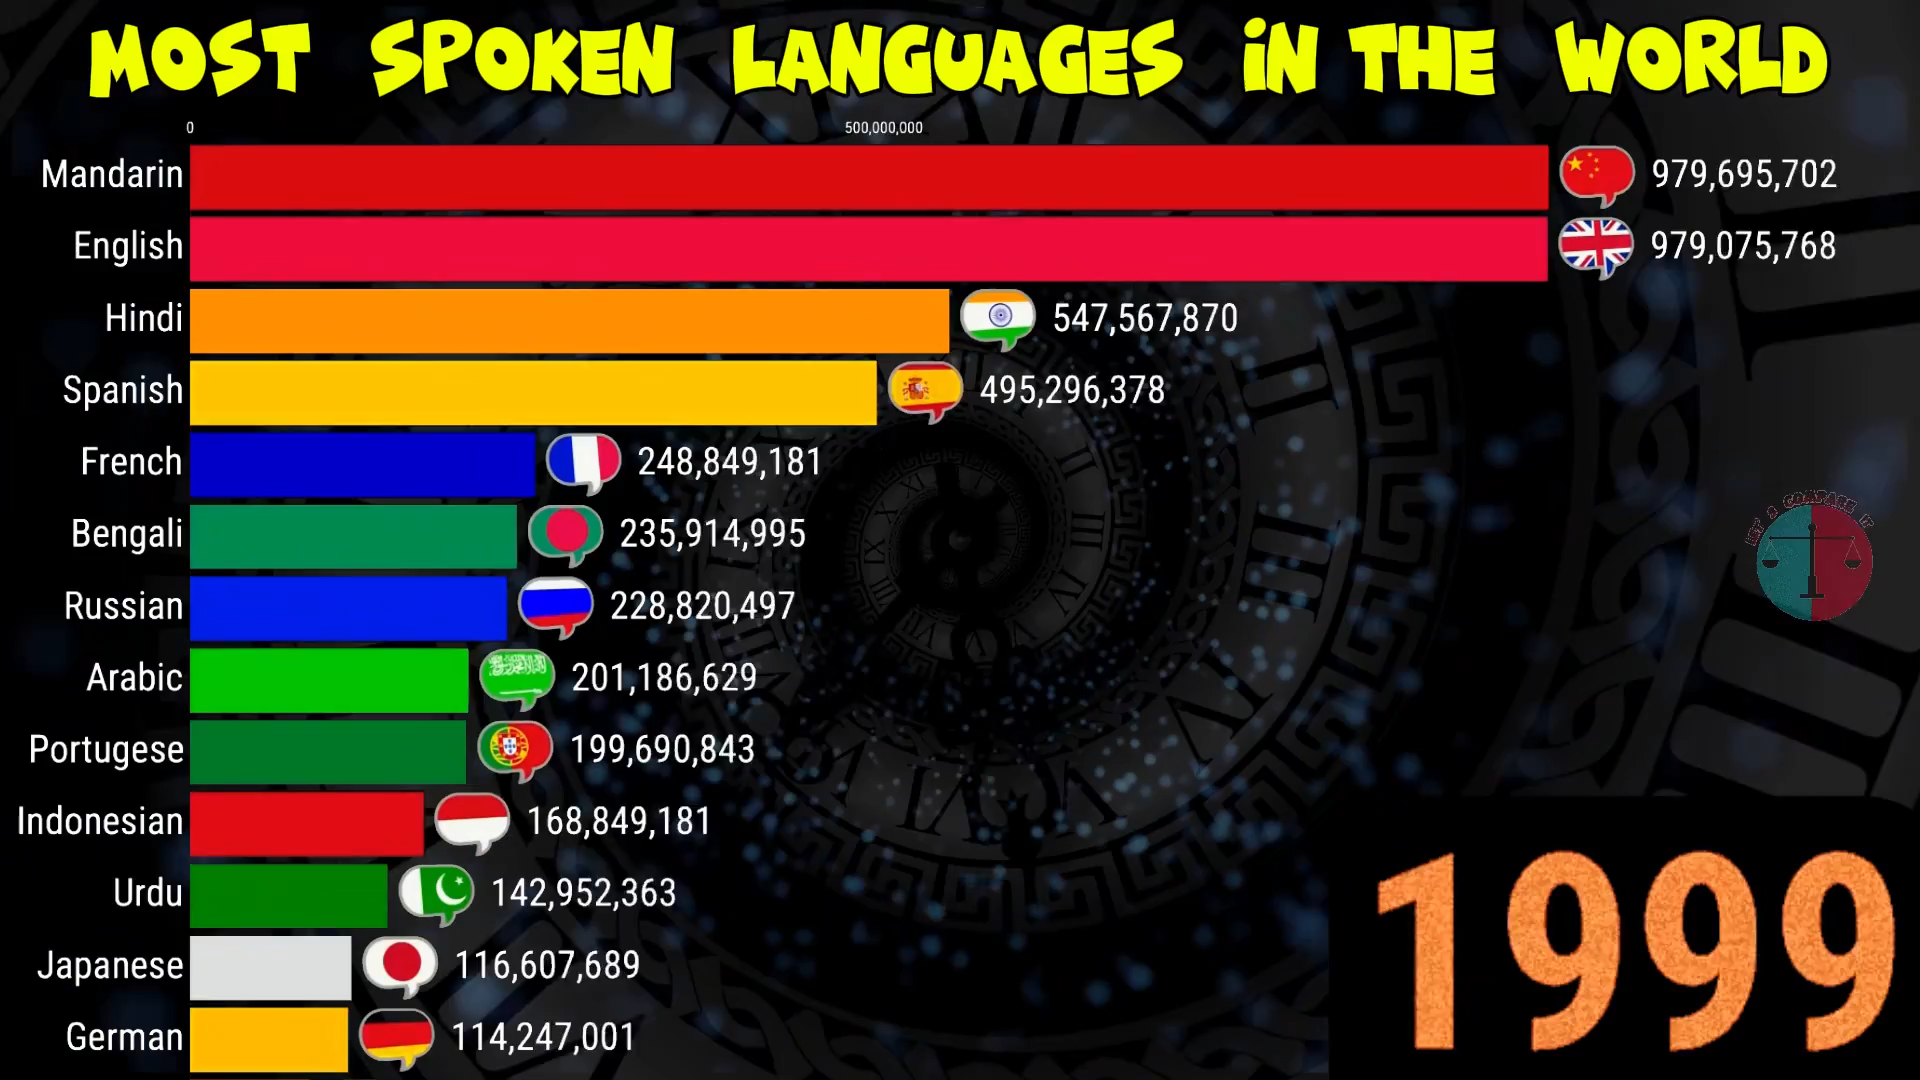 MOST SPOKEN LANGUAGES iN THE WORLD
0 500,000,000
Mandarin 979,695,702
English 979,075,768
Hindi 547,567,870
Spanish 495,296,378
French 248,849,181
Bengali 235,914,995
Russian 228,820,497
Arabic 201,186,629
Portugese 199,690,843
Indonesian 168,849,181
Urdu 142,952,363
Japanese 116,607,689
German 114,247,001
LET'S COMPARE IT
1999